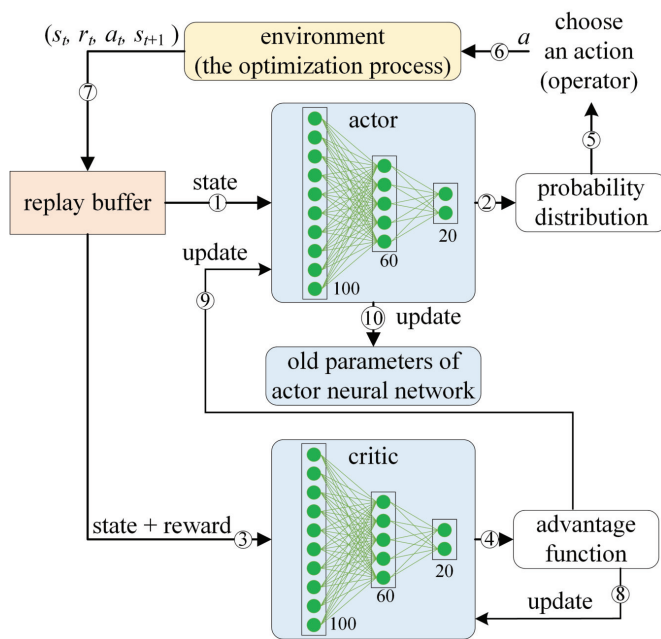 (s_t, r_t, a_t, s_{t+1} )
environment
(the optimization process)
⑥
a
choose
an action
(operator)
⑦
actor
⑤
replay buffer
state
①
②
probability
distribution
20
60
update
100
⑨
⑩
update
old parameters of
actor neural network
critic
state + reward
③
④
advantage
function
20
60
update
⑧
100